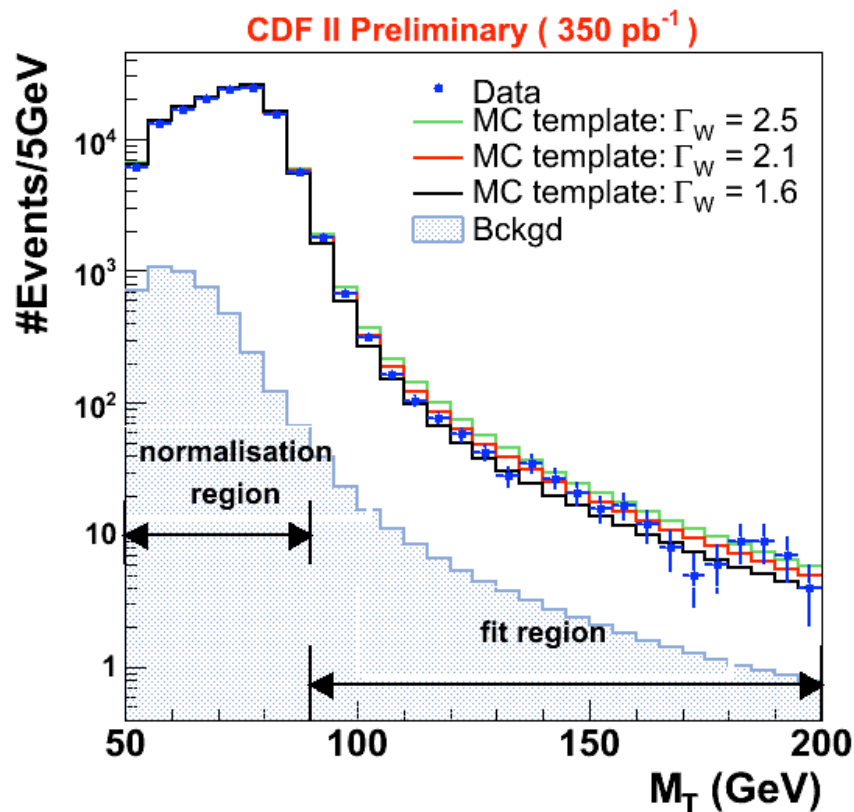 CDF II Preliminary ( 350 pb⁻¹ )
#Events/5GeV
Data
MC template: Γ_W = 2.5
MC template: Γ_W = 2.1
MC template: Γ_W = 1.6
Bckgd
10⁴
10³
10²
10
1
normalisation
region
fit region
50 100 150 200
M_T (GeV)